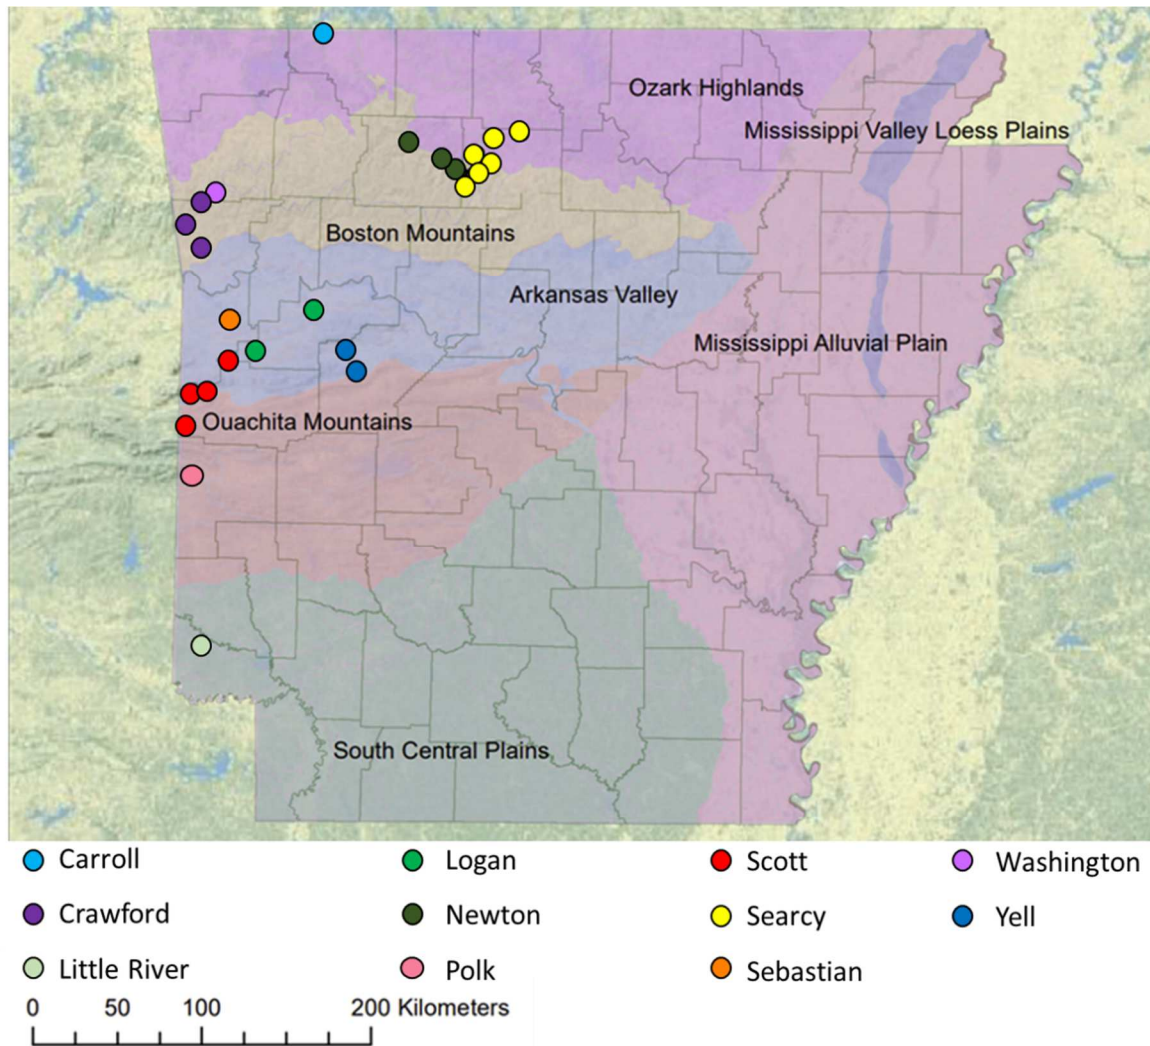 Ozark Highlands
Mississippi Valley Loess Plains
Boston Mountains
Arkansas Valley
Mississippi Alluvial Plain
Ouachita Mountains
South Central Plains
Carroll Logan Scott Washington
Crawford Newton Searcy Yell
Little River Polk Sebastian
0 50 100 200 Kilometers